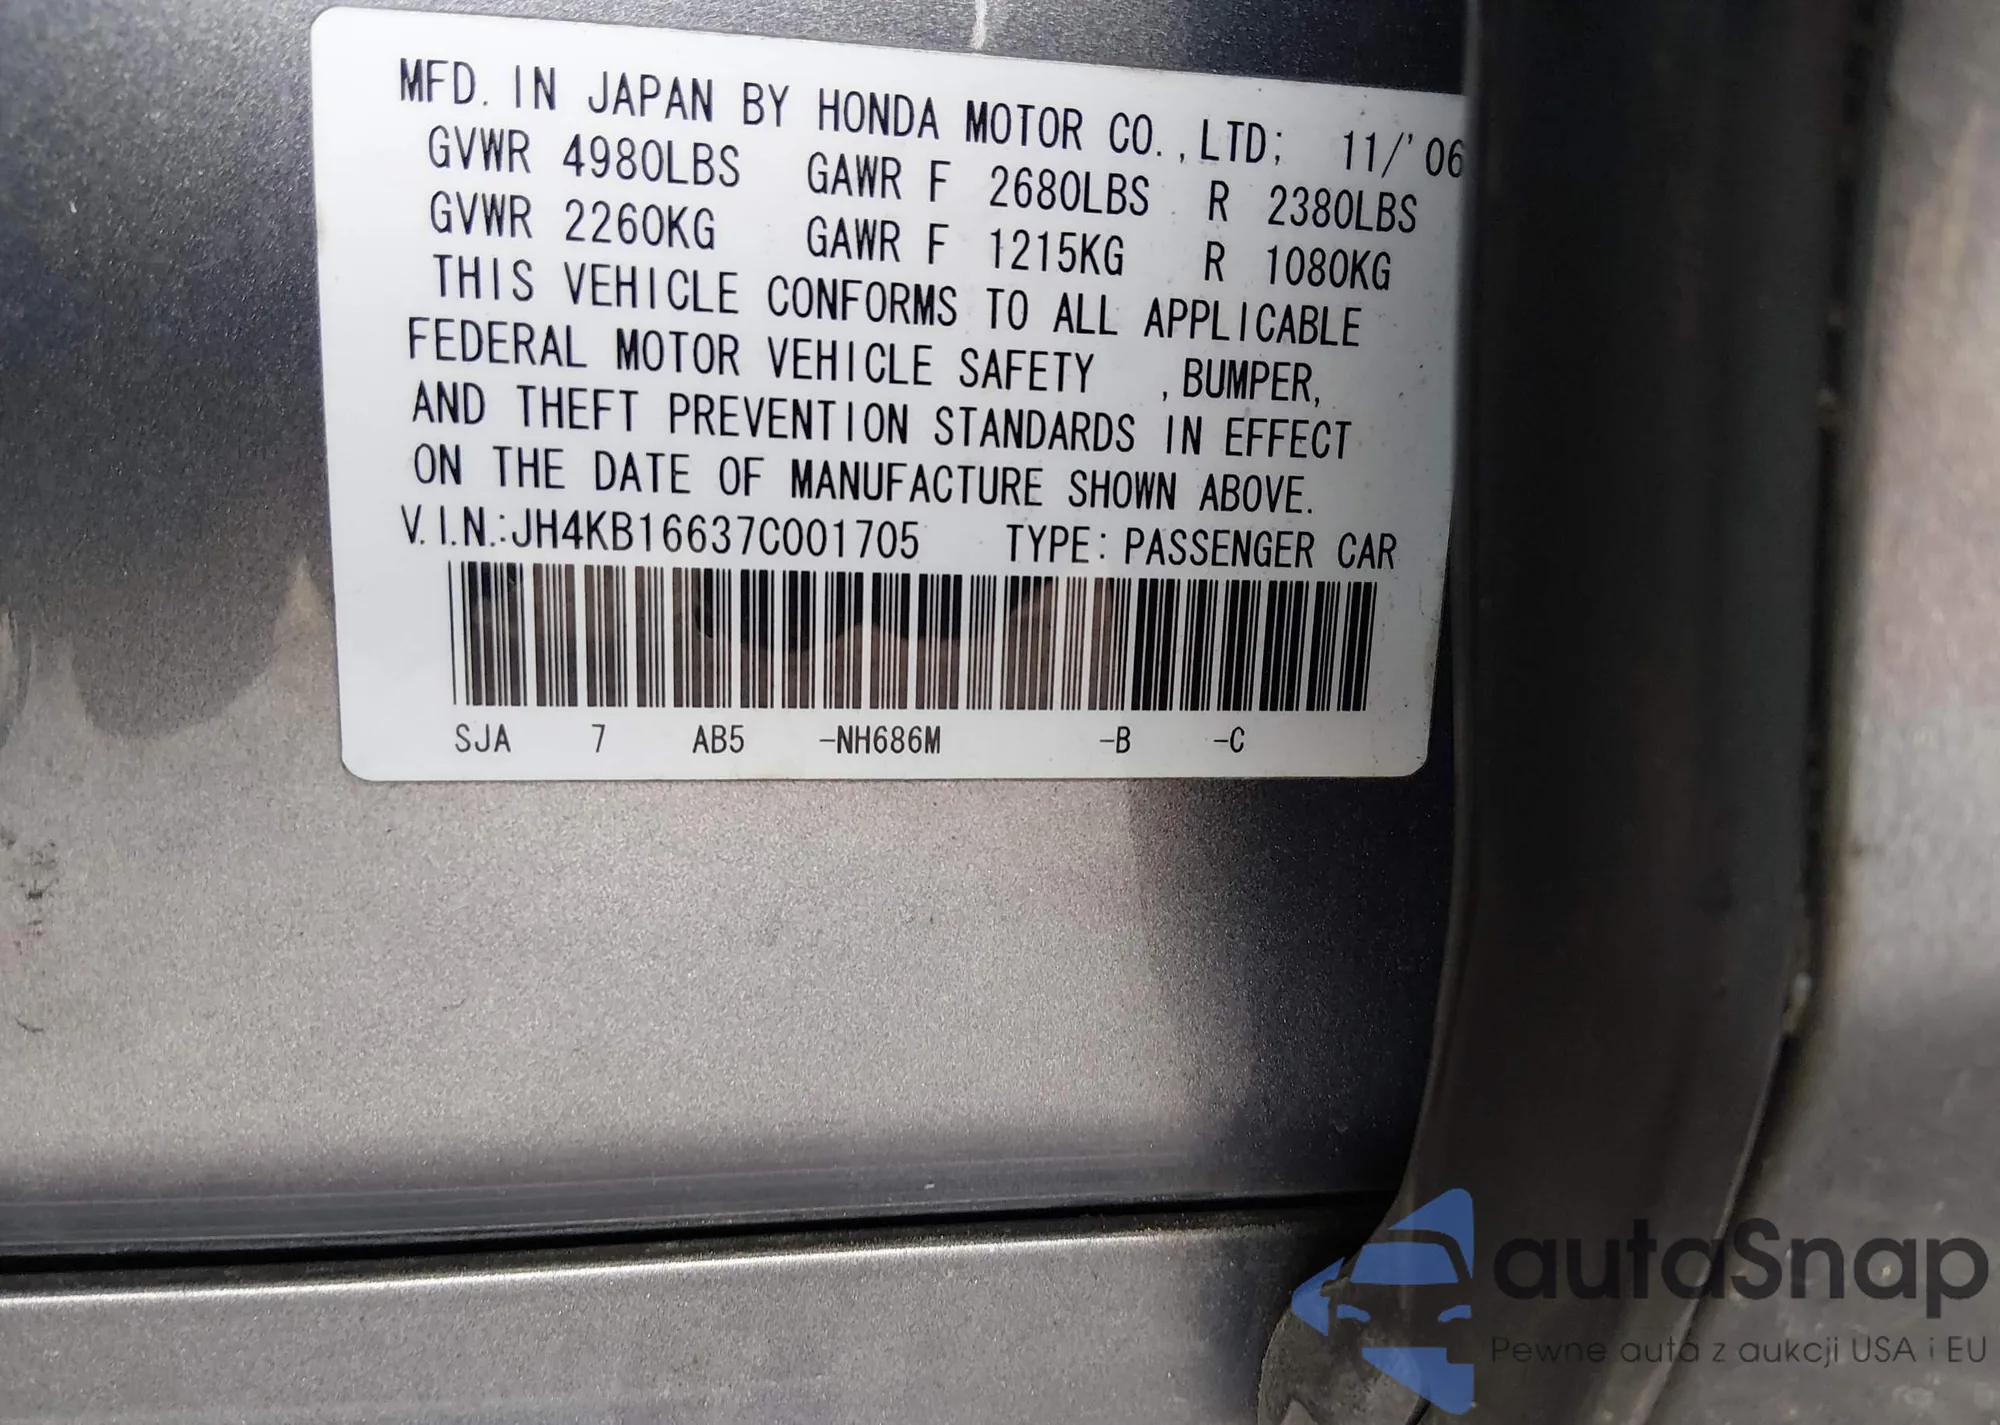 MFD. IN JAPAN BY HONDA MOTOR CO., LTD; 11/'06
GVWR 4980LBS GAWR F 2680LBS R 2380LBS
GVWR 2260KG GAWR F 1215KG R 1080KG
THIS VEHICLE CONFORMS TO ALL APPLICABLE
FEDERAL MOTOR VEHICLE SAFETY ,BUMPER,
AND THEFT PREVENTION STANDARDS IN EFFECT
ON THE DATE OF MANUFACTURE SHOWN ABOVE.
V.I.N.:JH4KB16637C001705 TYPE: PASSENGER CAR
SJA 7 AB5 -NH686M -B -C
autoSnap
Pewne auta z aukcji USA i EU